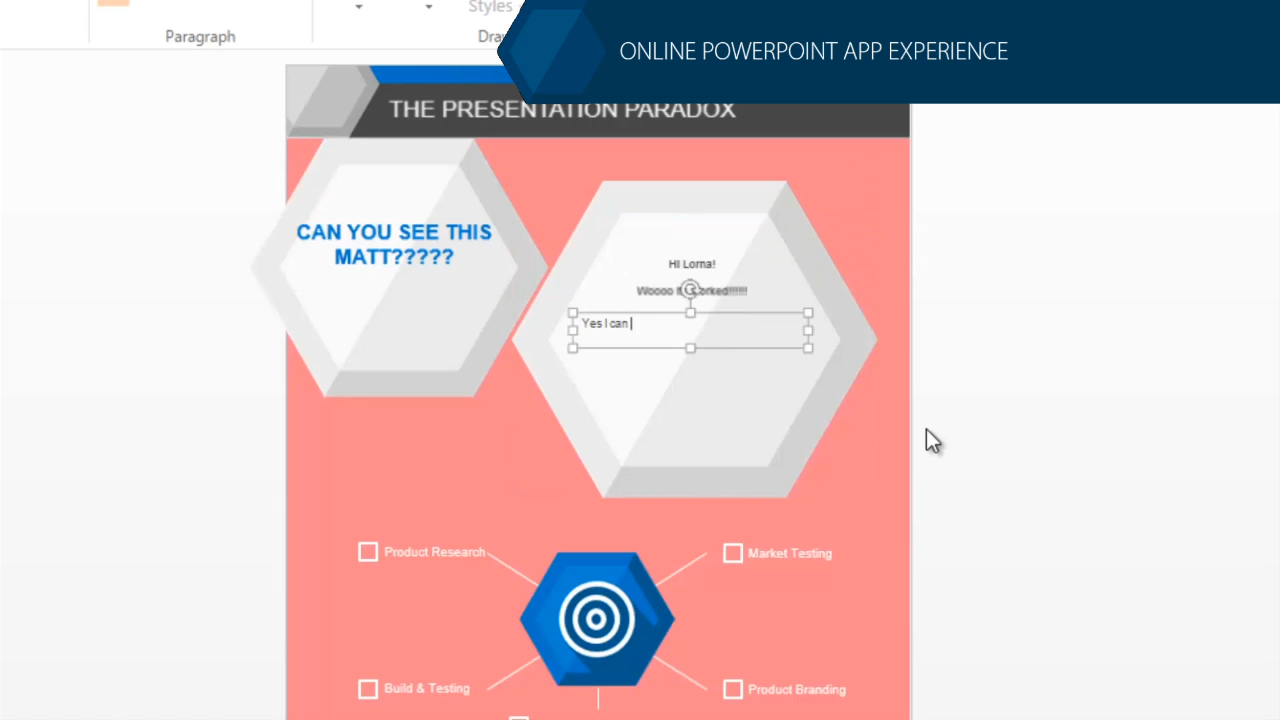 Styles
Paragraph
ONLINE POWERPOINT APP EXPERIENCE
THE PRESENTATION PARADOX
CAN YOU SEE THIS
MATT?????
HI Lorna!
Woooo
Yes I can
Product Research
Market Testing
Build & Testing
Product Branding